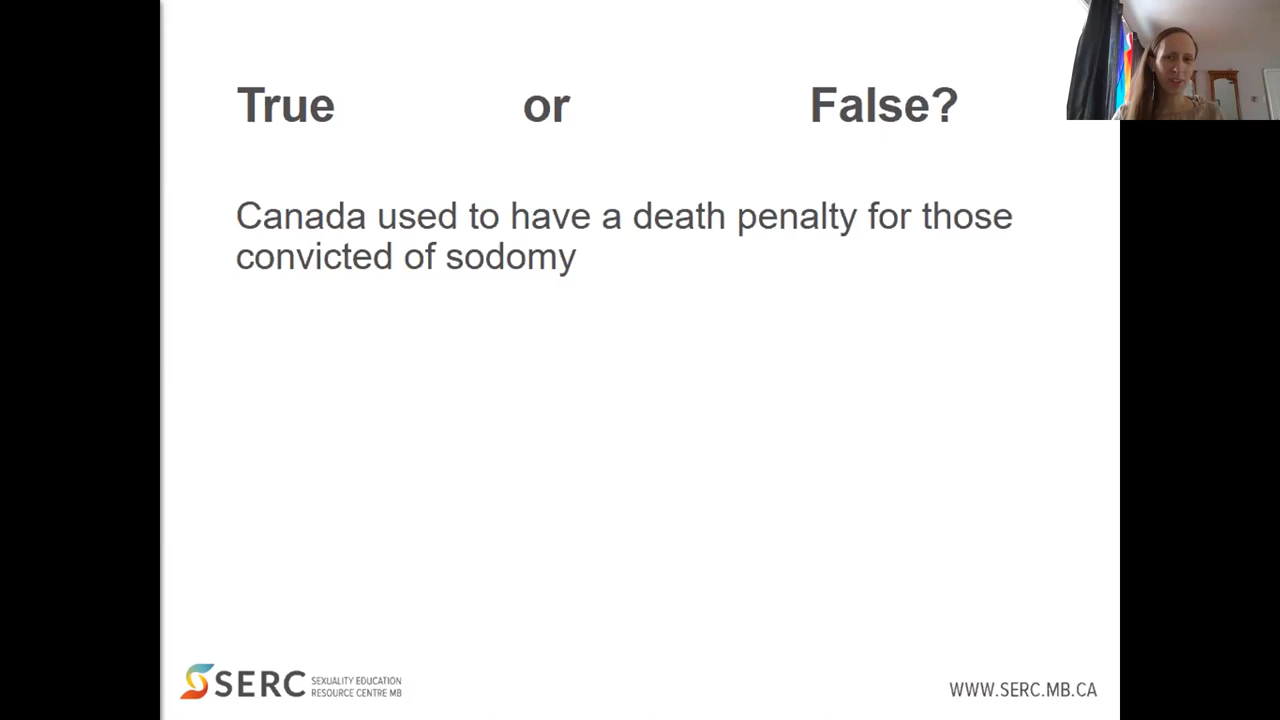 True or False?
Canada used to have a death penalty for those
convicted of sodomy
SERC SEXUALITY EDUCATION
RESOURCE CENTRE MB
WWW.SERC.MB.CA